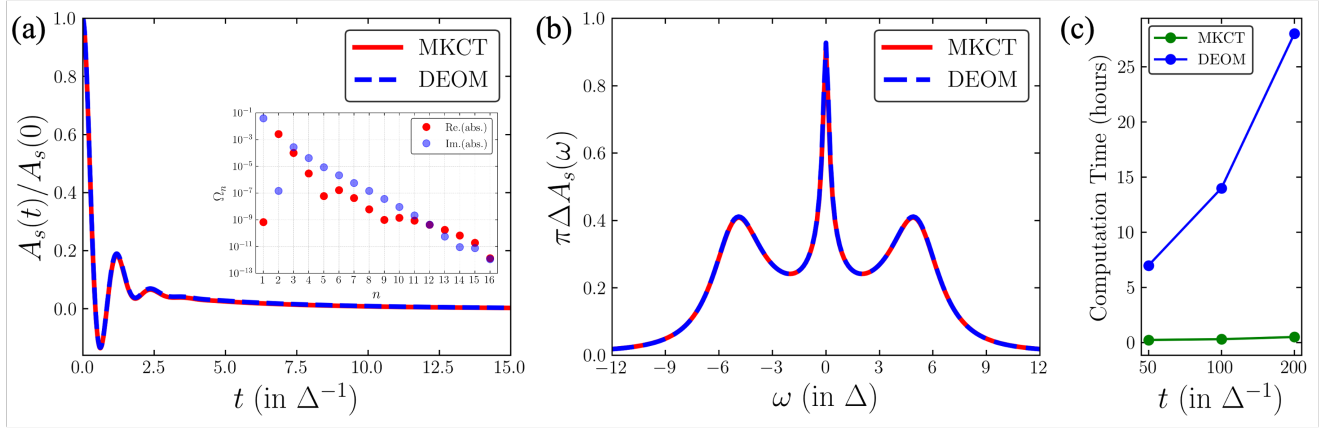 (a)
1.0
0.8
0.6
0.4
0.2
0.0
A_s(t)/A_s(0)
MKCT
DEOM
10^{-1}
10^{-3}
10^{-5}
10^{-7}
10^{-9}
10^{-11}
10^{-13}
Ω_n
Re.(abs.)
Im.(abs.)
1 2 3 4 5 6 7 8 9 10 11 12 13 14 15 16
n
0.0 2.5 5.0 7.5 10.0 12.5 15.0
t (in Δ^{-1})
(b)
1.0
0.8
0.6
0.4
0.2
0.0
πΔA_s(ω)
MKCT
DEOM
−12 −9 −6 −3 0 3 6 9 12
ω (in Δ)
(c)
MKCT
DEOM
25
20
15
10
5
0
Computation Time (hours)
50 100 200
t (in Δ^{-1})